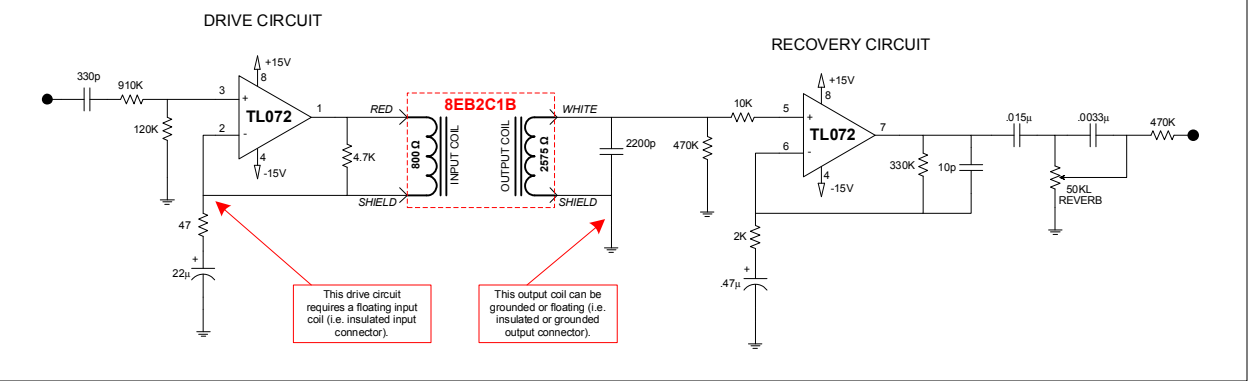 DRIVE CIRCUIT
RECOVERY CIRCUIT
330p
910K
120K
3
2
+
-
TL072
+15V
8
1
4
-15V
4.7K
47
+
22µ
RED
SHIELD
8EB2C1B
800 Ω
INPUT COIL
OUTPUT COIL
2575 Ω
WHITE
SHIELD
2200p
470K
10K
5
6
+
-
TL072
+15V
8
7
4
-15V
330K
10p
2K
+
.47µ
.015µ
.0033µ
50KL
REVERB
470K
This drive circuit
requires a floating input
coil (i.e. insulated input
connector).
This output coil can be
grounded or floating (i.e.
insulated or grounded
output connector).